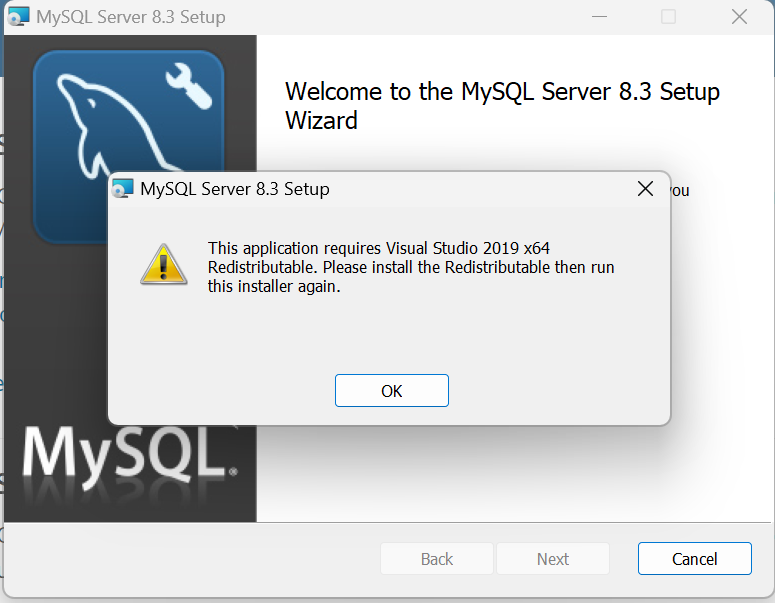 MySQL Server 8.3 Setup
Welcome to the MySQL Server 8.3 Setup
Wizard
you
MySQL Server 8.3 Setup
This application requires Visual Studio 2019 x64
Redistributable. Please install the Redistributable then run
this installer again.
OK
MySQL®
Back
Next
Cancel